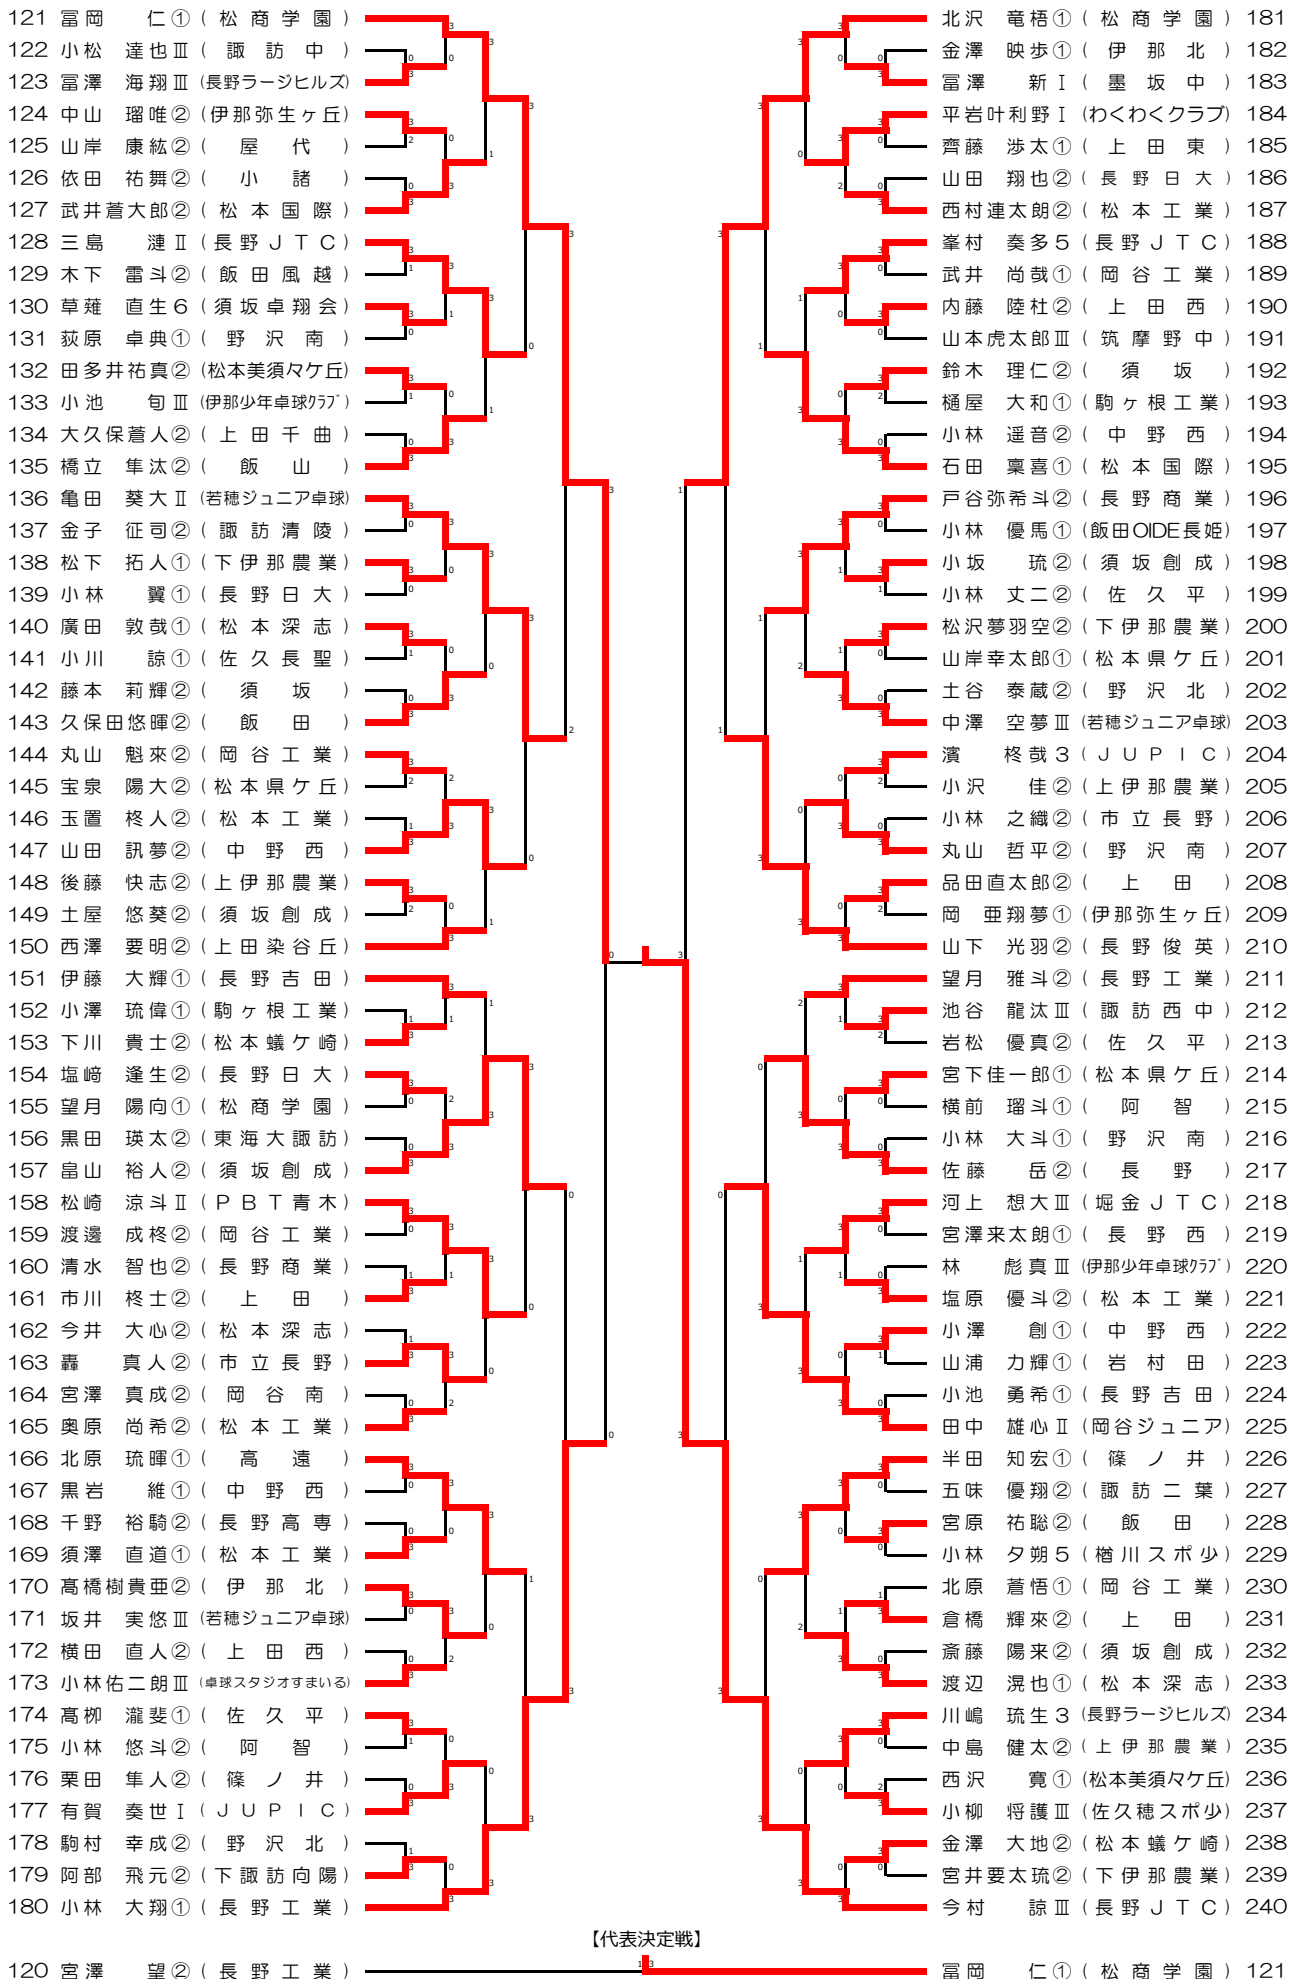 121 冨岡 仁① (松商学園)
122 小松 達也Ⅲ (諏訪中)
123 冨澤 海翔Ⅲ (長野ラージヒルズ)
124 中山 瑠唯② (伊那弥生ヶ丘)
125 山岸 康紘② (屋代)
126 依田 祐舞② (小諸)
127 武井蒼大郎② (松本国際)
128 三島 漣Ⅱ (長野JTC)
129 木下 雷斗② (飯田風越)
130 草薙 直生6 (須坂卓翔会)
131 荻原 卓典① (野沢南)
132 田多井祐真② (松本美須々ケ丘)
133 小池 旬Ⅲ (伊那少年卓球クラブ)
134 大久保蒼人② (上田千曲)
135 橋立 隼汰② (飯山)
136 亀田 葵大Ⅱ (若穂ジュニア卓球)
137 金子 征司② (諏訪清陵)
138 松下 拓人① (下伊那農業)
139 小林 翼① (長野日大)
140 廣田 敦哉① (松本深志)
141 小川 諒① (佐久長聖)
142 藤本 莉輝② (須坂)
143 久保田悠暉② (飯田)
144 丸山 魁來② (岡谷工業)
145 宝泉 陽大② (松本県ケ丘)
146 玉置 柊人② (松本工業)
147 山田 訊夢② (中野西)
148 後藤 快志② (上伊那農業)
149 土屋 悠葵② (須坂創成)
150 西澤 要明② (上田染谷丘)
151 伊藤 大輝① (長野吉田)
152 小澤 琉偉① (駒ヶ根工業)
153 下川 貴士② (松本蟻ケ崎)
154 塩﨑 逢生② (長野日大)
155 望月 陽向① (松商学園)
156 黒田 瑛太② (東海大諏訪)
157 畠山 裕人② (須坂創成)
158 松崎 涼斗Ⅱ (PBT青木)
159 渡邊 成柊② (岡谷工業)
160 清水 智也② (長野商業)
161 市川 柊士② (上田)
162 今井 大心② (松本深志)
163 轟 真人② (市立長野)
164 宮澤 真成② (岡谷南)
165 奥原 尚希② (松本工業)
166 北原 琉暉① (高遠)
167 黒岩 維① (中野西)
168 千野 裕騎② (長野高専)
169 須澤 直道① (松本工業)
170 髙橋樹貴亜② (伊那北)
171 坂井 実悠Ⅲ (若穂ジュニア卓球)
172 横田 直人② (上田西)
173 小林佑二朗Ⅲ (卓球スタジオすまいる)
174 髙栁 瀧斐① (佐久平)
175 小林 悠斗② (阿智)
176 栗田 隼人② (篠ノ井)
177 有賀 奏世Ⅰ (JUPIC)
178 駒村 幸成② (野沢北)
179 阿部 飛元② (下諏訪向陽)
180 小林 大翔① (長野工業)
北沢 竜梧① (松商学園) 181
金澤 映歩① (伊那北) 182
冨澤 新Ⅰ (墨坂中) 183
平岩叶利野Ⅰ (わくわくクラブ) 184
齊藤 渉太① (上田東) 185
山田 翔也② (長野日大) 186
西村連太朗② (松本工業) 187
峯村 奏多5 (長野JTC) 188
武井 尚哉① (岡谷工業) 189
内藤 陸杜② (上田西) 190
山本虎太郎Ⅲ (筑摩野中) 191
鈴木 理仁② (須坂) 192
樋屋 大和① (駒ヶ根工業) 193
小林 遥音② (中野西) 194
石田 稟喜① (松本国際) 195
戸谷弥希斗② (長野商業) 196
小林 優馬① (飯田OIDE長姫) 197
小坂 琉② (須坂創成) 198
小林 丈二② (佐久平) 199
松沢夢羽空② (下伊那農業) 200
山岸幸太郎① (松本県ケ丘) 201
土谷 泰蔵② (野沢北) 202
中澤 空夢Ⅲ (若穂ジュニア卓球) 203
濱 柊哉3 (JUPIC) 204
小沢 佳② (上伊那農業) 205
小林 之織② (市立長野) 206
丸山 哲平② (野沢南) 207
品田直太郎② (上田) 208
岡 亜翔夢① (伊那弥生ヶ丘) 209
山下 光羽② (長野俊英) 210
望月 雅斗② (長野工業) 211
池谷 龍汰Ⅲ (諏訪西中) 212
岩松 優真② (佐久平) 213
宮下佳一郎① (松本県ケ丘) 214
横前 瑠斗① (阿智) 215
小林 大斗① (野沢南) 216
佐藤 岳② (長野) 217
河上 想大Ⅲ (堀金JTC) 218
宮澤来太朗① (長野西) 219
林 彪真Ⅲ (伊那少年卓球クラブ) 220
塩原 優斗② (松本工業) 221
小澤 創① (中野西) 222
山浦 力輝① (岩村田) 223
小池 勇希① (長野吉田) 224
田中 雄心Ⅱ (岡谷ジュニア) 225
半田 知宏① (篠ノ井) 226
五味 優翔② (諏訪二葉) 227
宮原 祐聡② (飯田) 228
小林 夕朔5 (楢川スポ少) 229
北原 蒼悟① (岡谷工業) 230
倉橋 輝來② (上田) 231
斎藤 陽来② (須坂創成) 232
渡辺 滉也① (松本深志) 233
川嶋 琉生3 (長野ラージヒルズ) 234
中島 健太② (上伊那農業) 235
西沢 寛① (松本美須々ケ丘) 236
小柳 将護Ⅲ (佐久穂スポ少) 237
金澤 大地② (松本蟻ケ崎) 238
宮井要太琉② (下伊那農業) 239
今村 諒Ⅲ (長野JTC) 240
【代表決定戦】
120 宮澤 望② (長野工業) 1 3 冨岡 仁① (松商学園) 121